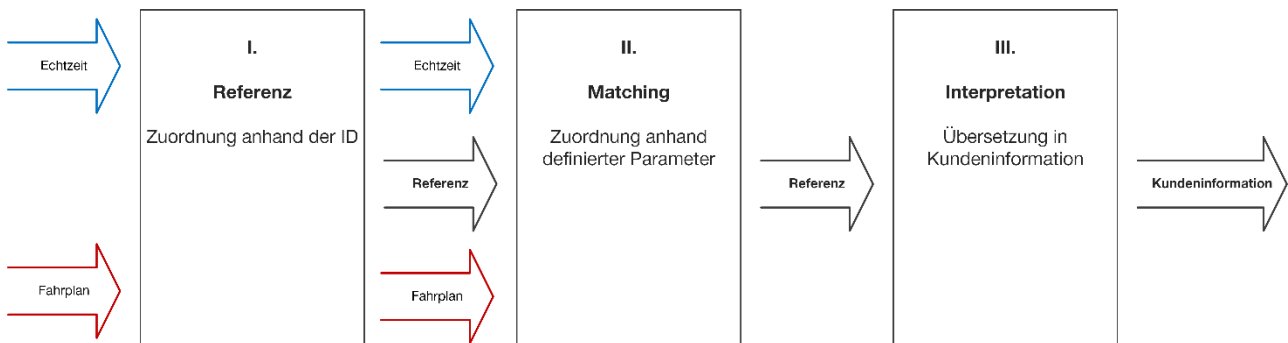 Echtzeit
Fahrplan
I.
Referenz
Zuordnung anhand der ID
Echtzeit
Referenz
Fahrplan
II.
Matching
Zuordnung anhand
definierter Parameter
Referenz
III.
Interpretation
Übersetzung in
Kundeninformation
Kundeninformation